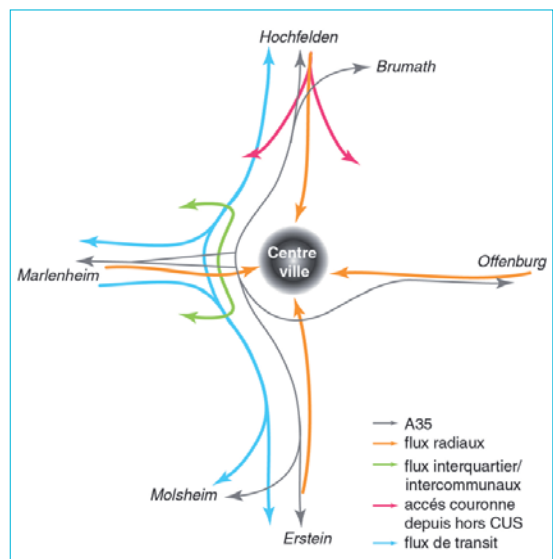 Hochfelden
Brumath
Centre
ville
Offenburg
Marlenheim
A35
flux radiaux
flux interquartier/
intercommunaux
accés couronne
depuis hors CUS
flux de transit
Molsheim
Erstein